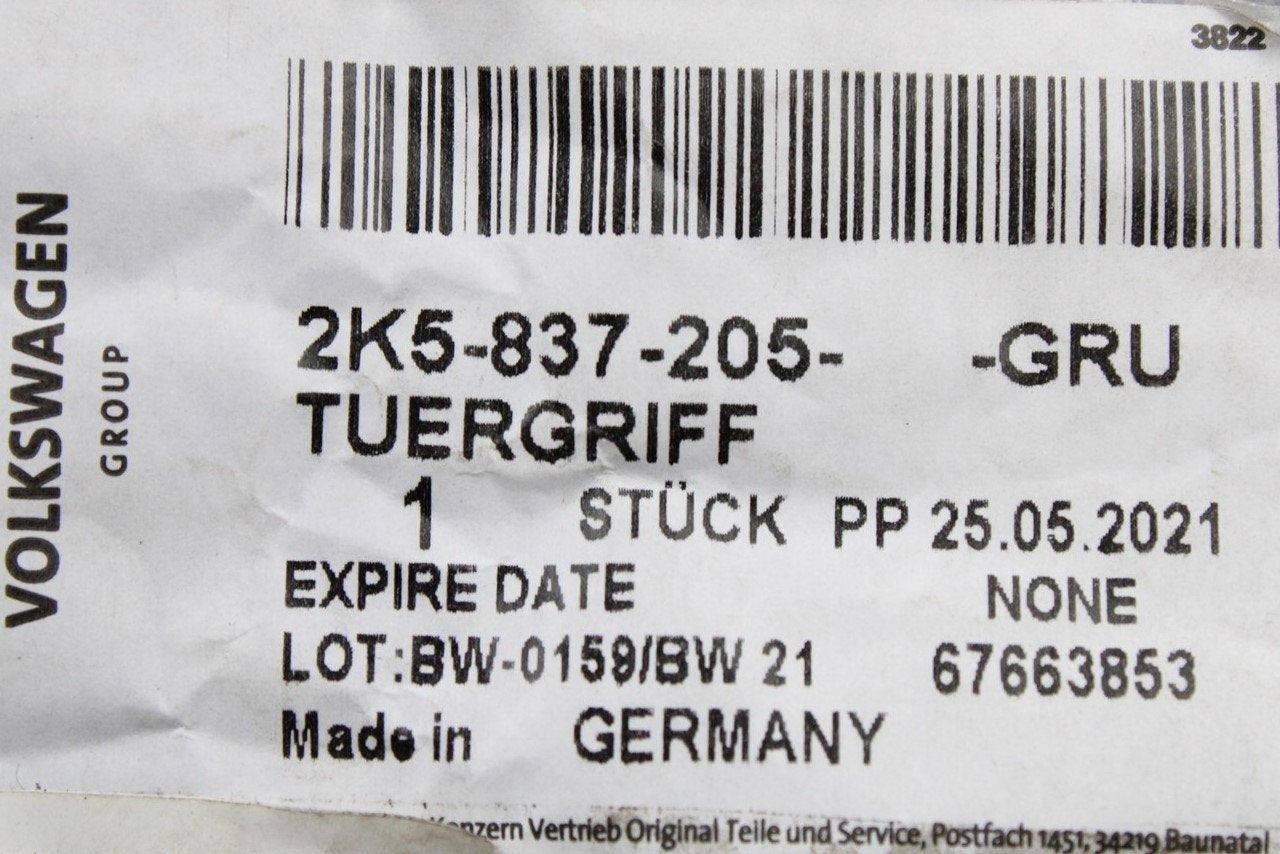 3822
VOLKSWAGEN
GROUP
2K5-837-205- -GRU
TUERGRIFF
1 STÜCK PP 25.05.2021
EXPIRE DATE NONE
LOT:BW-0159/BW 21 67663853
Made in GERMANY
Vertrieb Original Teile und Service, Postfach 1451, 34219 Baunatal